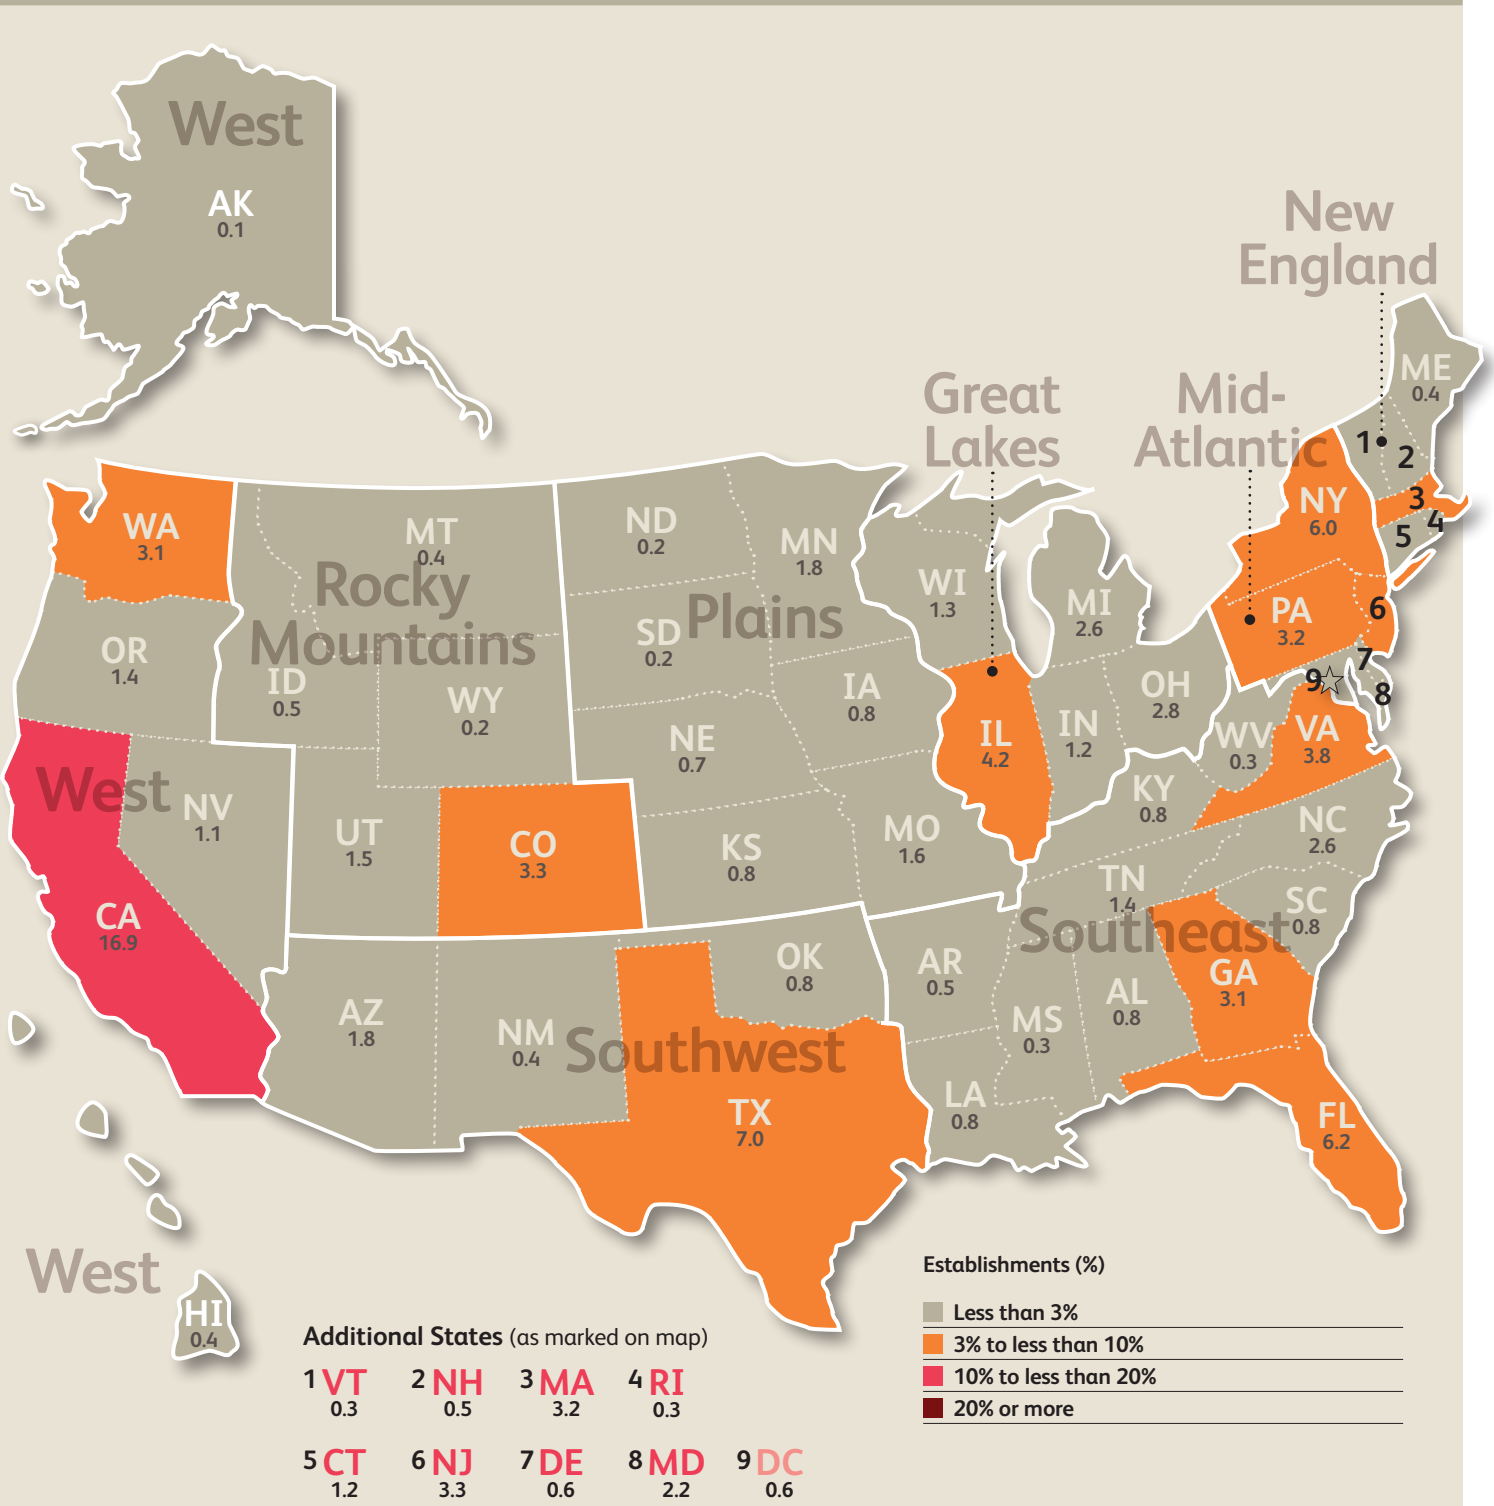 West
AK
0.1
New
England
ME
0.4
Great
Lakes
Mid-
Atlantic
1
2
3
4
5
NY
6.0
WA
3.1
MT
0.4
ND
0.2
MN
1.8
WI
1.3
MI
2.6
PA
3.2
6
7
8
9
Rocky
Mountains
Plains
OR
1.4
ID
0.5
WY
0.2
SD
0.2
IA
0.8
NE
0.7
IL
4.2
IN
1.2
OH
2.8
WV
0.3
VA
3.8
West
NV
1.1
UT
1.5
CO
3.3
KS
0.8
MO
1.6
KY
0.8
NC
2.6
TN
1.4
SC
0.8
CA
16.9
Southeast
AZ
1.8
NM
0.4
Southwest
OK
0.8
AR
0.5
MS
0.3
AL
0.8
GA
3.1
TX
7.0
LA
0.8
FL
6.2
West
HI
0.4
Establishments (%)
Less than 3%
3% to less than 10%
10% to less than 20%
20% or more
Additional States (as marked on map)
1 VT 2 NH 3 MA 4 RI
0.3 0.5 3.2 0.3
5 CT 6 NJ 7 DE 8 MD 9 DC
1.2 3.3 0.6 2.2 0.6